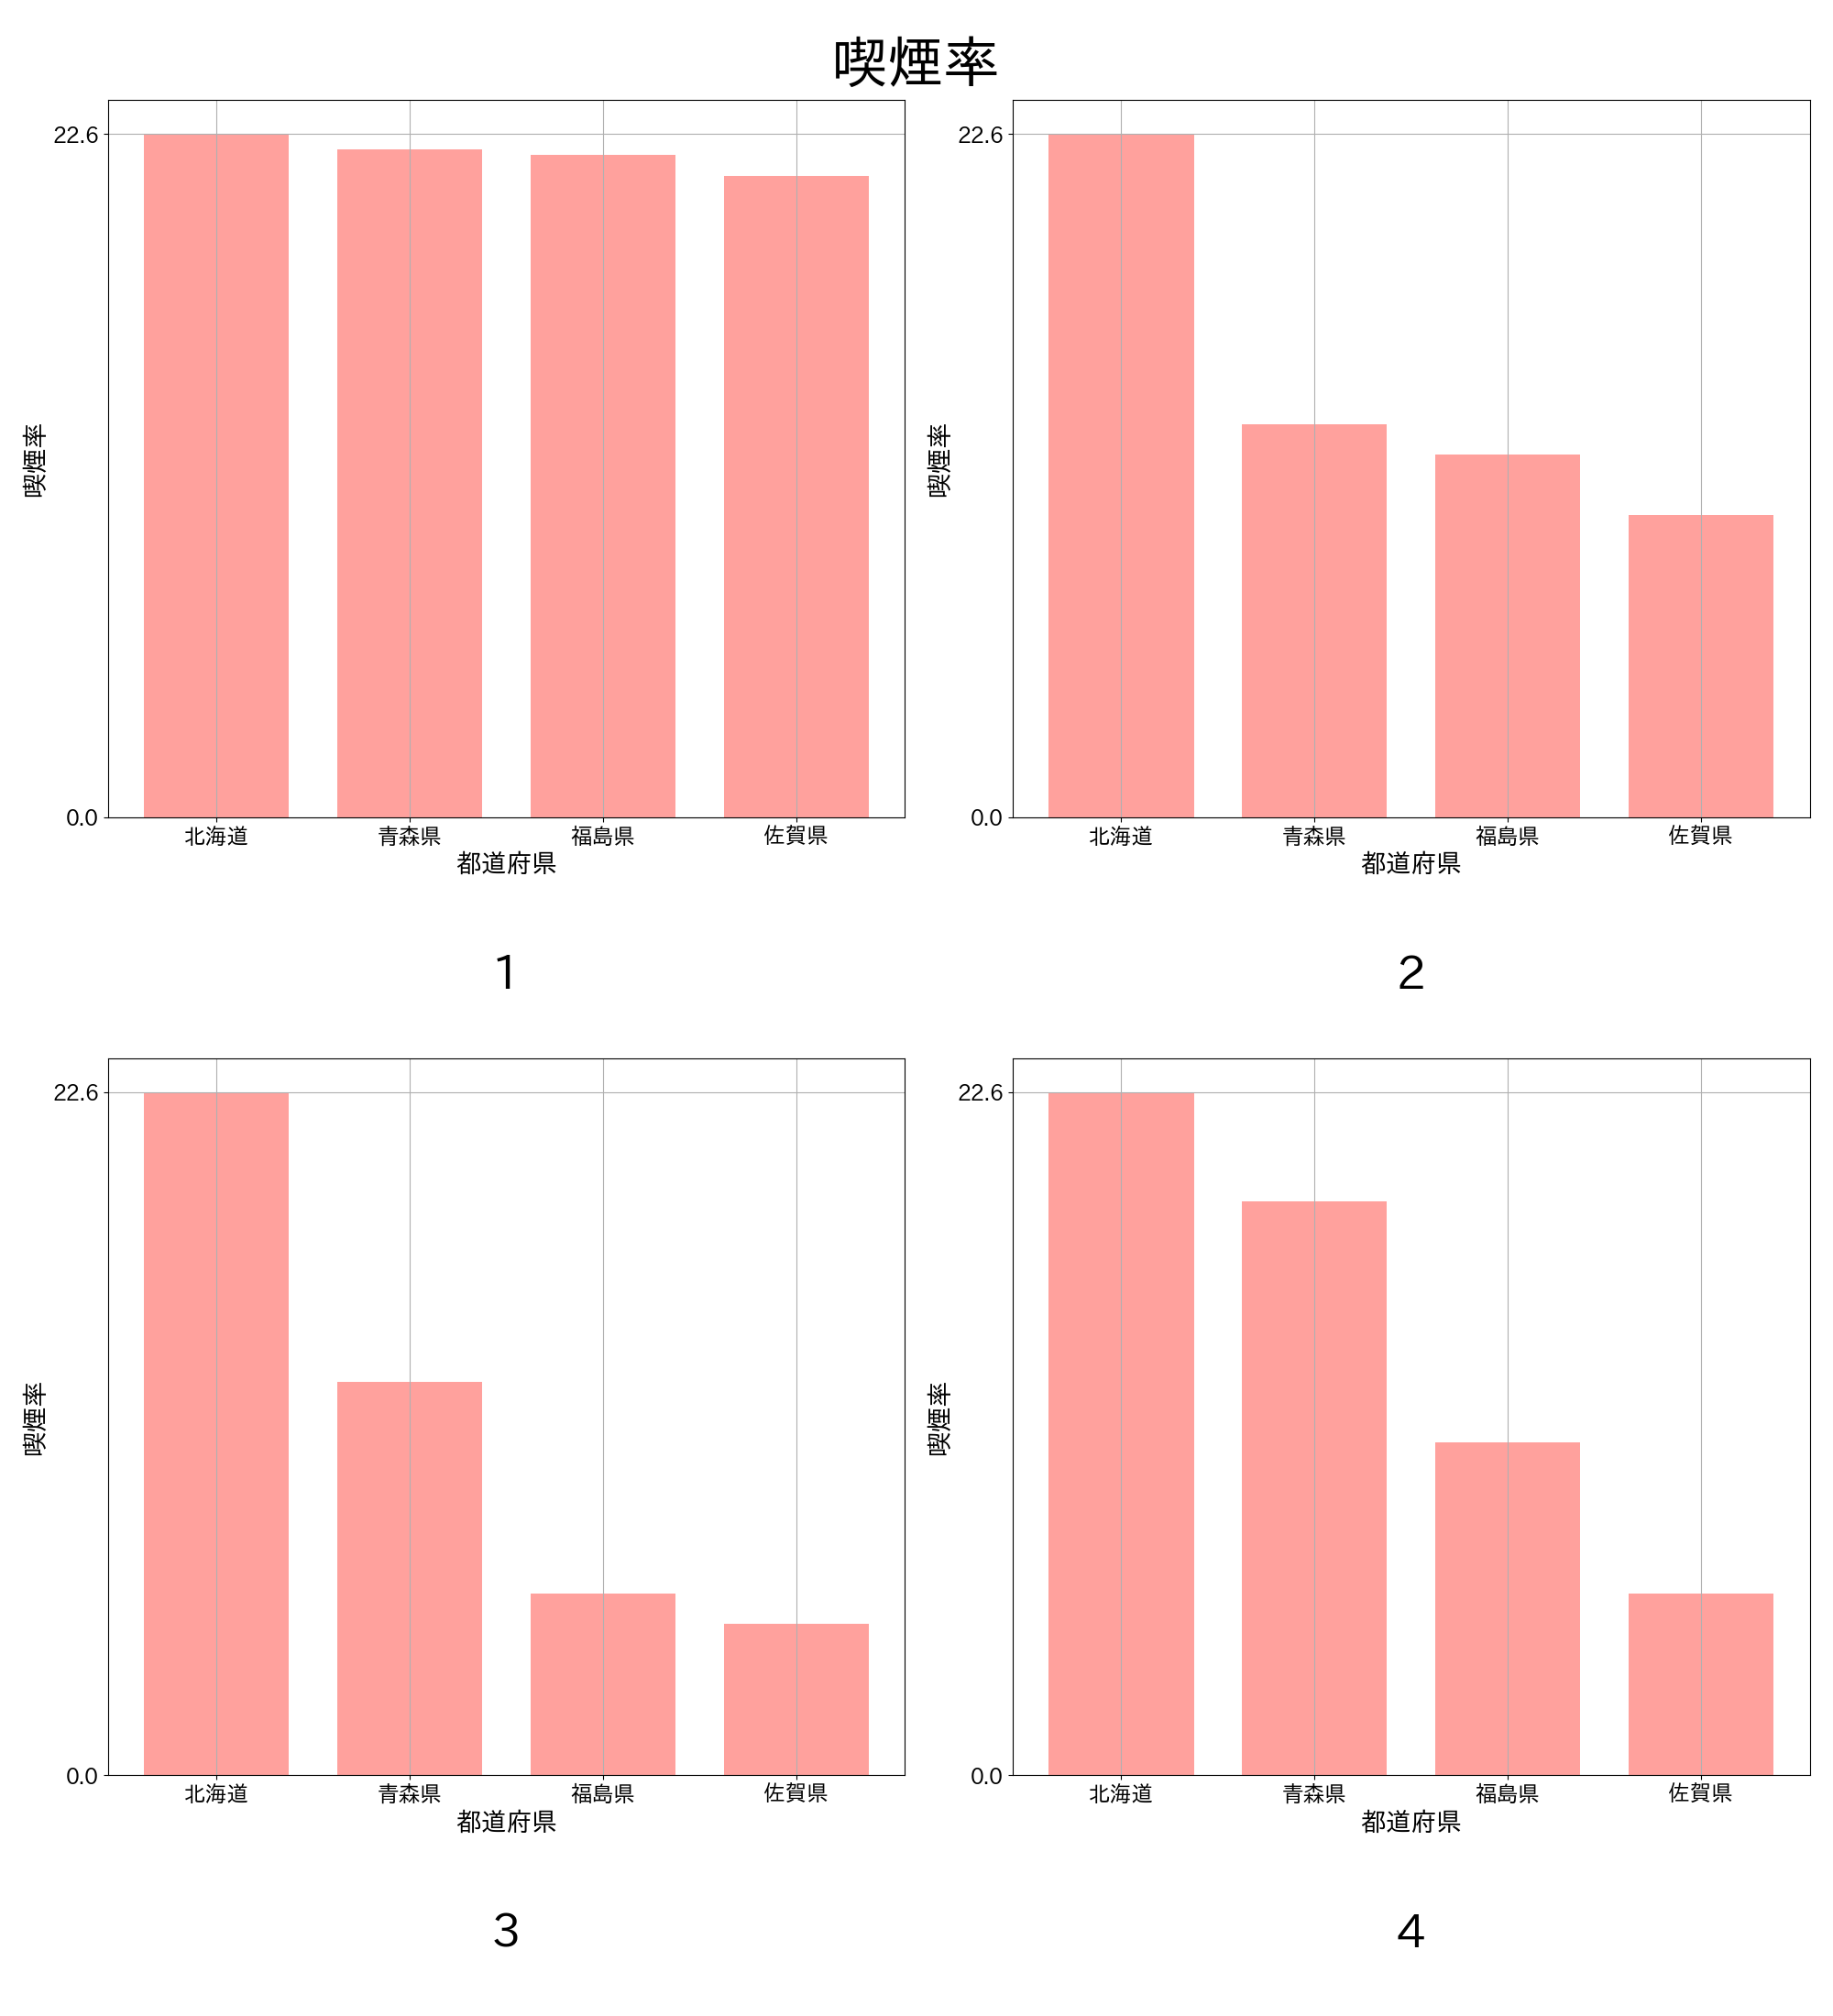 喫煙率
22.6
0.0
喫煙率
北海道 青森県 福島県 佐賀県
都道府県
1
22.6
0.0
喫煙率
北海道 青森県 福島県 佐賀県
都道府県
2
22.6
0.0
喫煙率
北海道 青森県 福島県 佐賀県
都道府県
3
22.6
0.0
喫煙率
北海道 青森県 福島県 佐賀県
都道府県
4